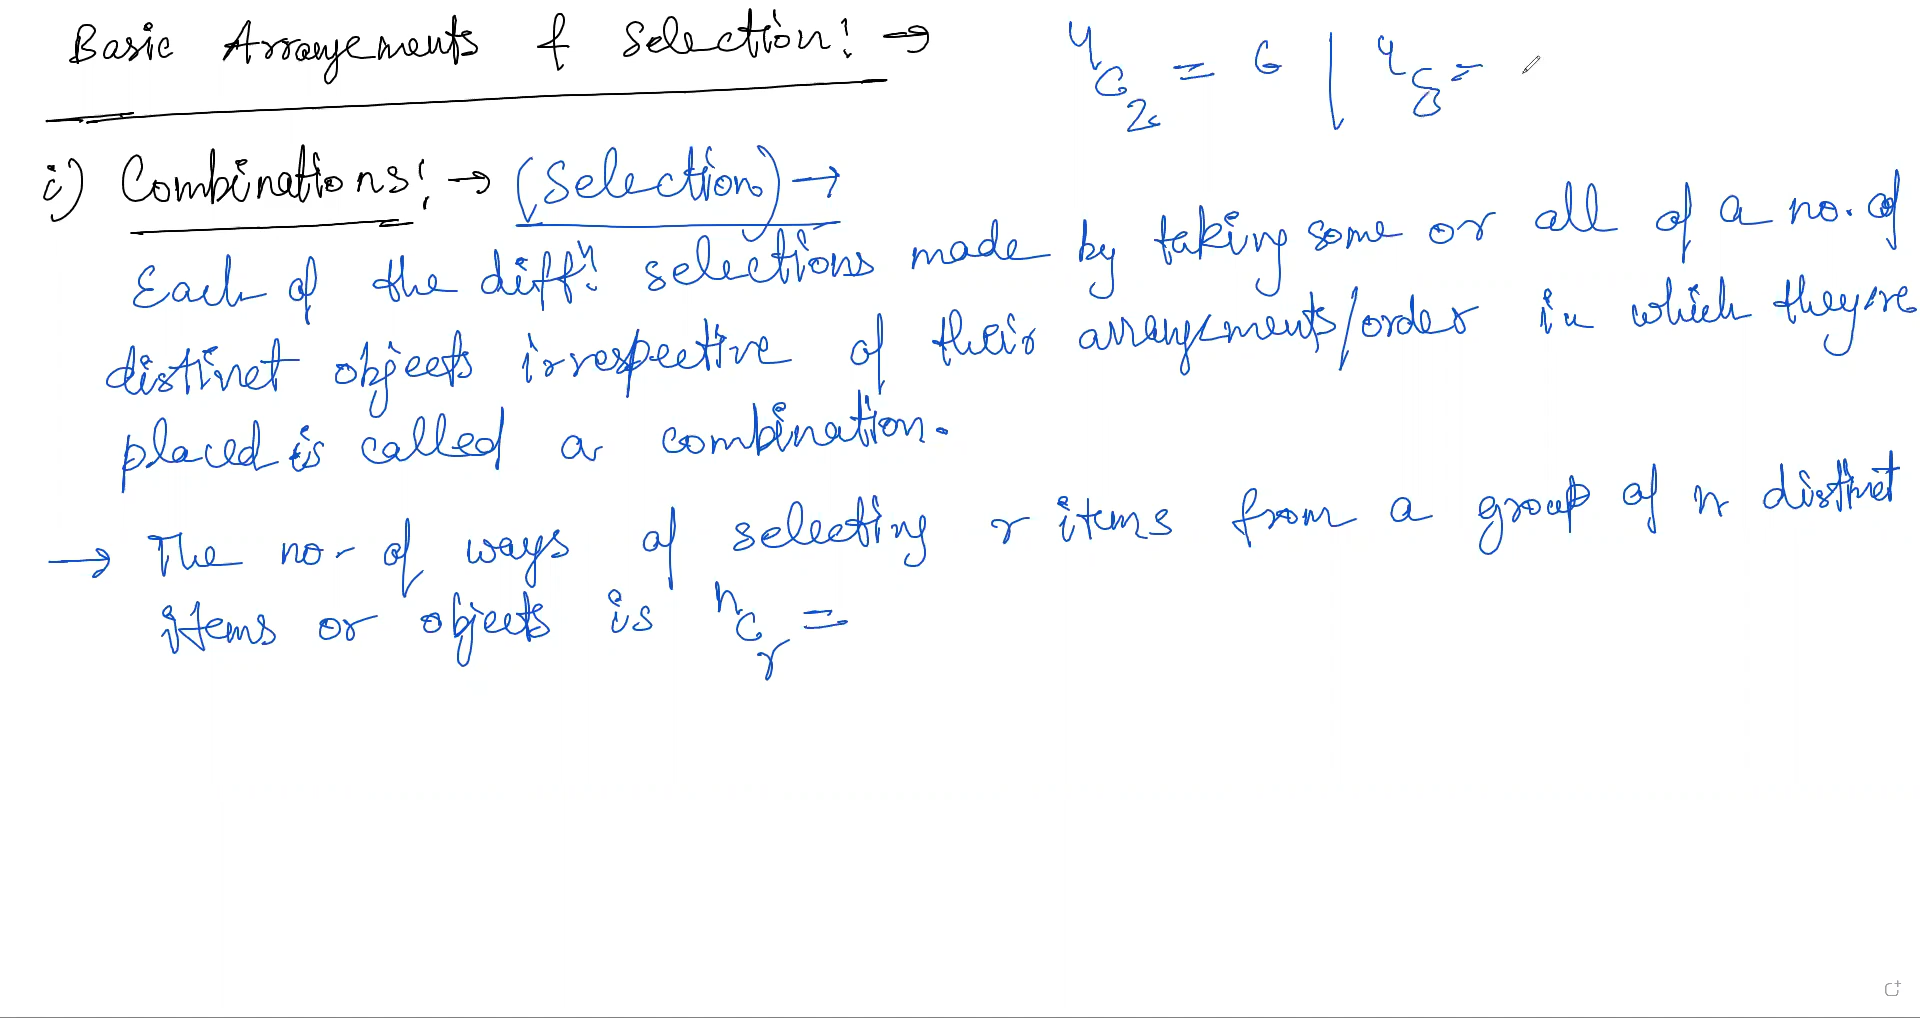 Basic Arrangements & Selection: →
⁴C₂ = 6 | ⁴C₃ =
i) Combinations: → (Selection) →
Each of the diffⁿ selections made by taking some or all of a no. of
distinct objects irrespective of their arrangements/order in which they're
placed is called a combination.
→ The no. of ways of selecting r items from a group of n distinct
items or objects is ⁿCᵣ =